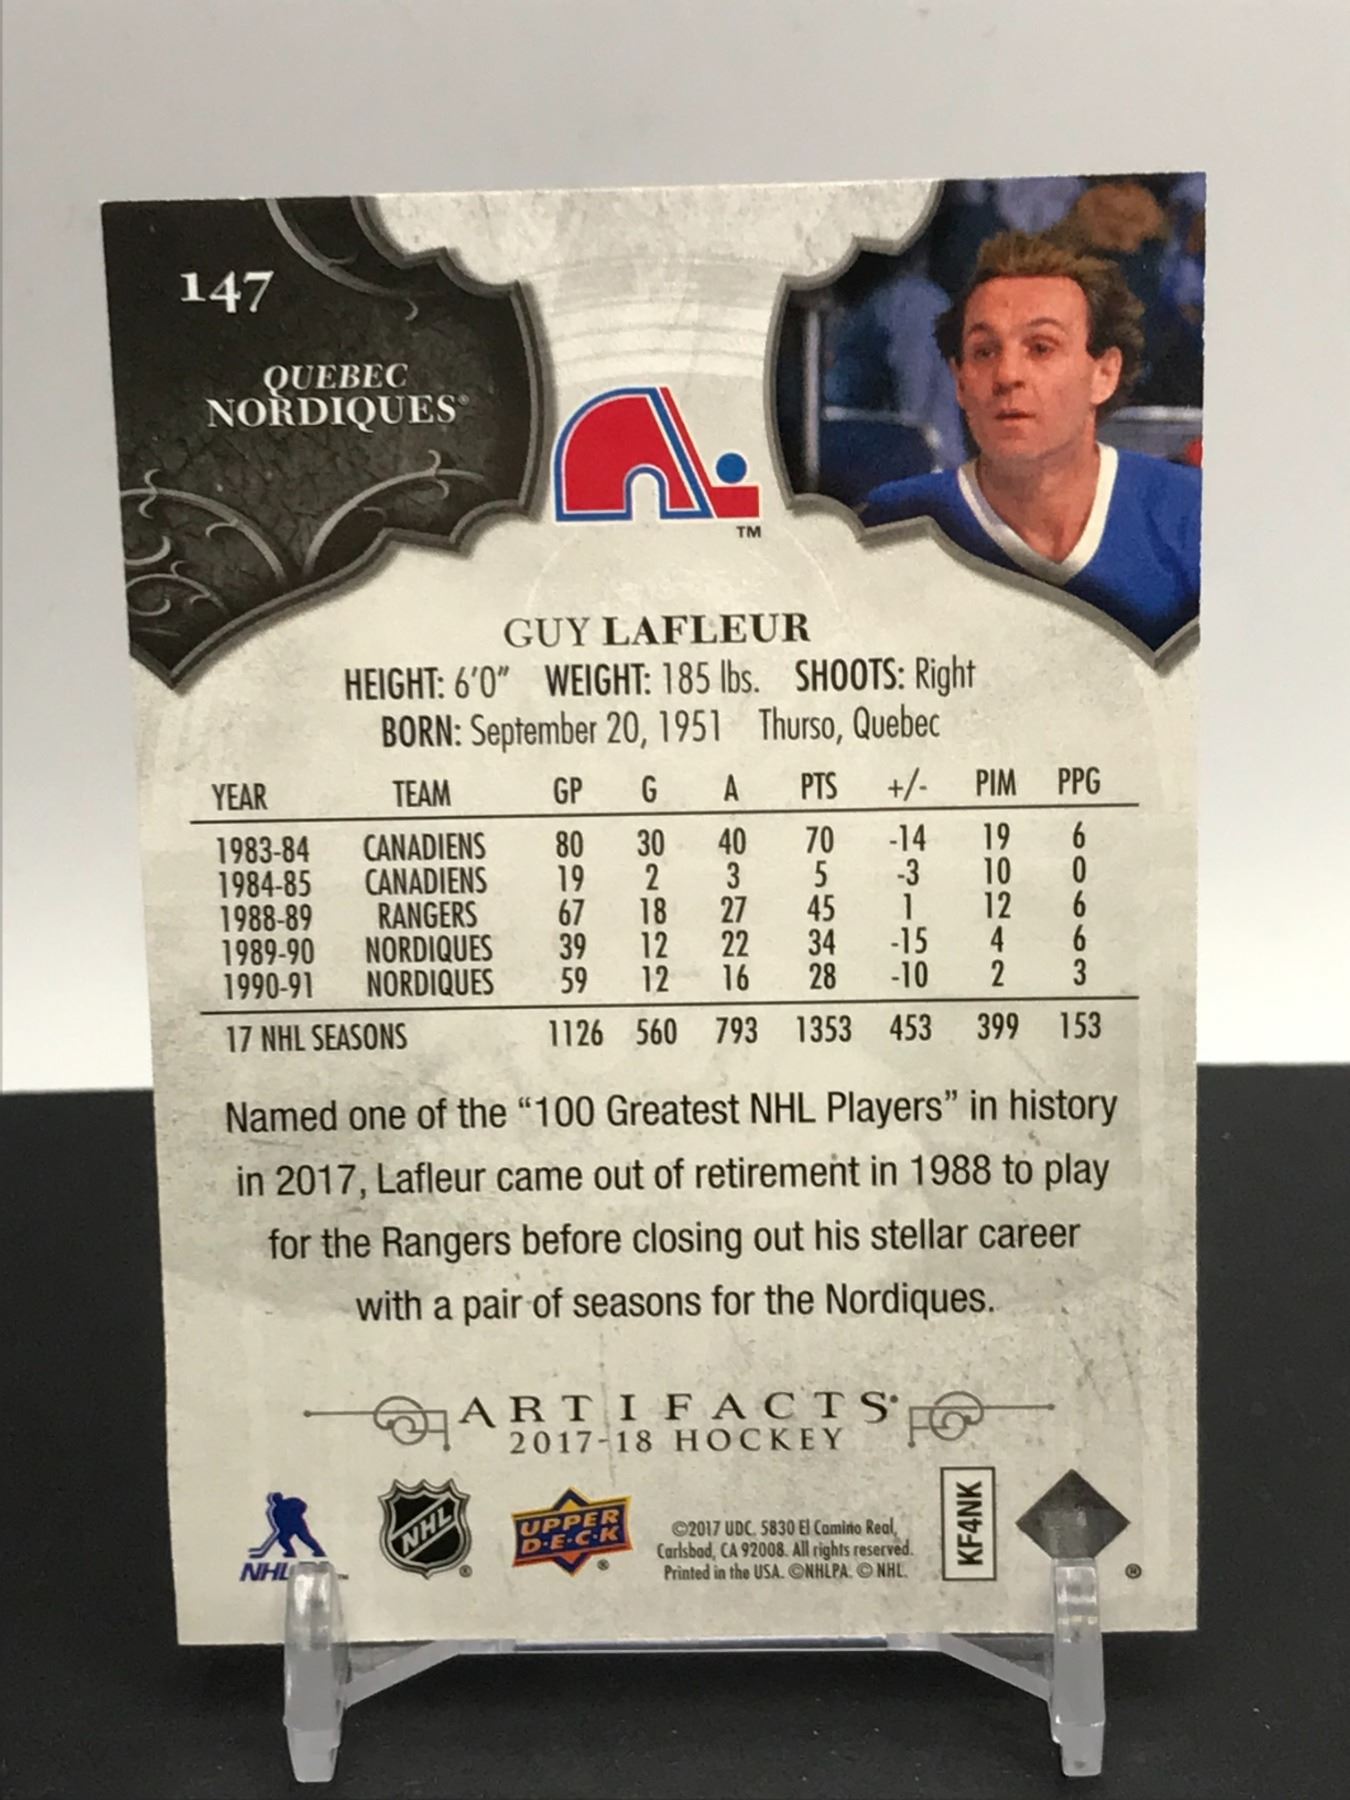 147
QUEBEC
NORDIQUES®
TM
GUY LAFLEUR
HEIGHT: 6'0" WEIGHT: 185 lbs. SHOOTS: Right
BORN: September 20, 1951 Thurso, Quebec
YEAR TEAM GP G A PTS +/- PIM PPG
1983-84 CANADIENS 80 30 40 70 -14 19 6
1984-85 CANADIENS 19 2 3 5 -3 10 0
1988-89 RANGERS 67 18 27 45 1 12 6
1989-90 NORDIQUES 39 12 22 34 -15 4 6
1990-91 NORDIQUES 59 12 16 28 -10 2 3
17 NHL SEASONS 1126 560 793 1353 453 399 153
Named one of the “100 Greatest NHL Players” in history
in 2017, Lafleur came out of retirement in 1988 to play
for the Rangers before closing out his stellar career
with a pair of seasons for the Nordiques.
ARTIFACTS
2017-18 HOCKEY
NHL
NHL ®
UPPER
D·E·C·K ®
©2017 UDC. 5830 El Camino Real,
Carlsbad, CA 92008. All rights reserved.
Printed in the USA. ©NHLPA. © NHL.
KF4NK
®